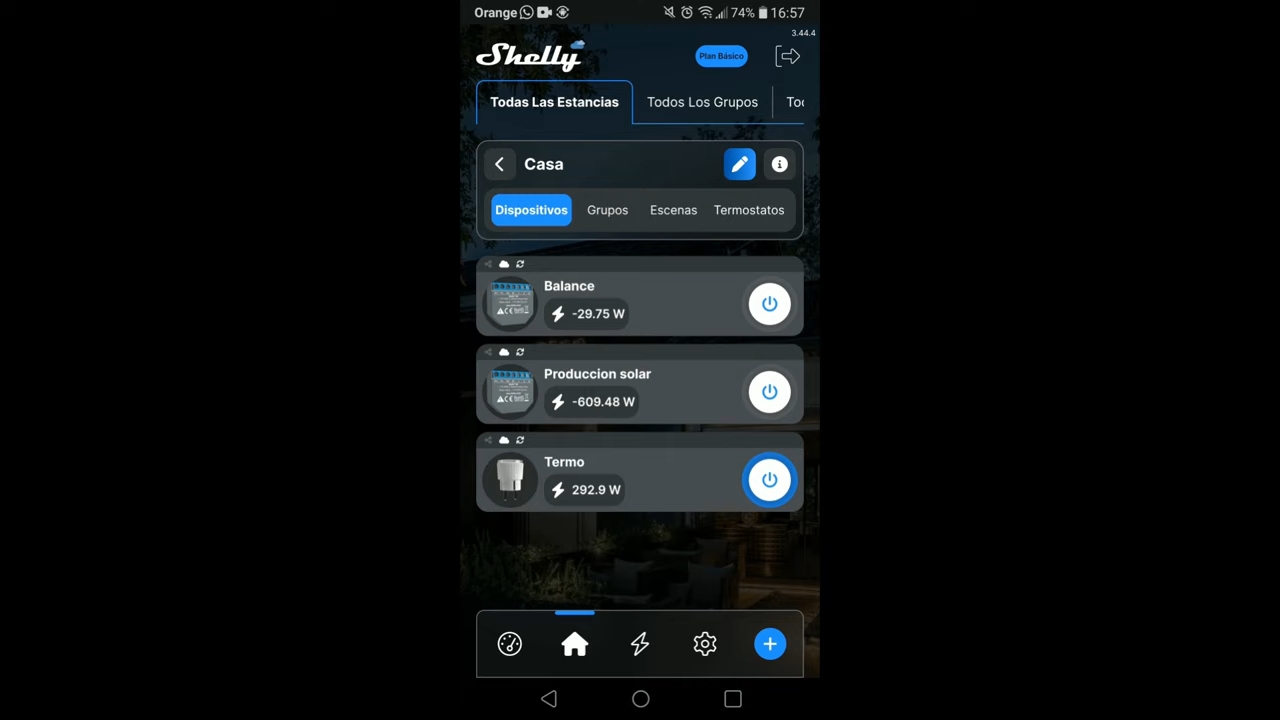 Orange 74% 16:57
3.44.4
Shelly Plan Básico
Todas Las Estancias Todos Los Grupos Toc
Casa
Dispositivos Grupos Escenas Termostatos
Balance
-29.75 W
Produccion solar
-609.48 W
Termo
292.9 W